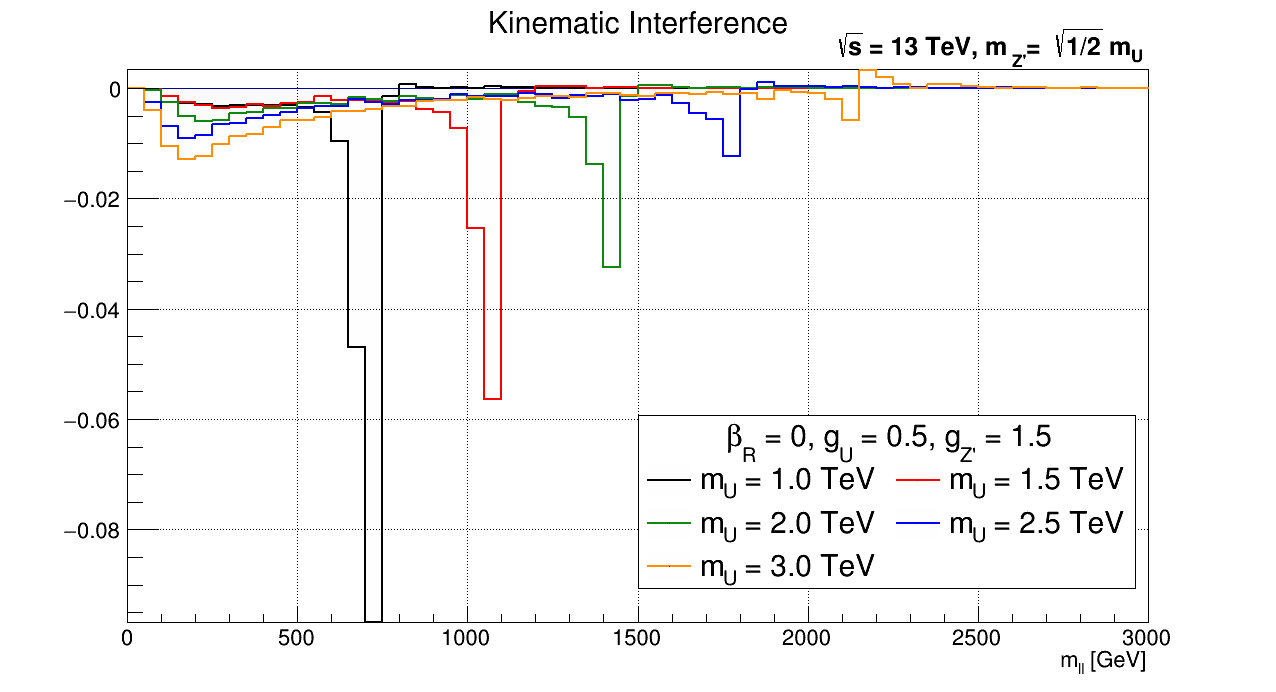 Kinematic Interference
√s = 13 TeV, m_Z'= √1/2 m_U
0
−0.02
−0.04
−0.06
−0.08
β_R = 0, g_U = 0.5, g_Z' = 1.5
m_U = 1.0 TeV m_U = 1.5 TeV
m_U = 2.0 TeV m_U = 2.5 TeV
m_U = 3.0 TeV
0 500 1000 1500 2000 2500 3000
m_ll [GeV]